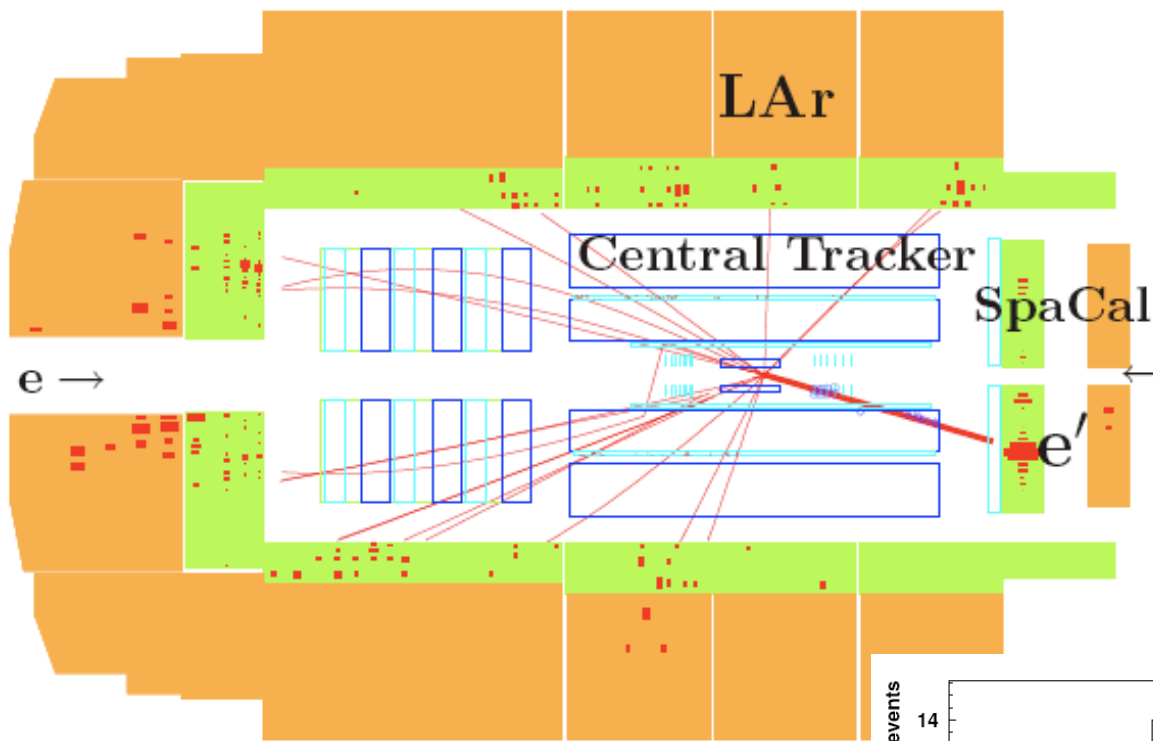 LAr
Central Tracker
SpaCal
e → ←
e′
events
14